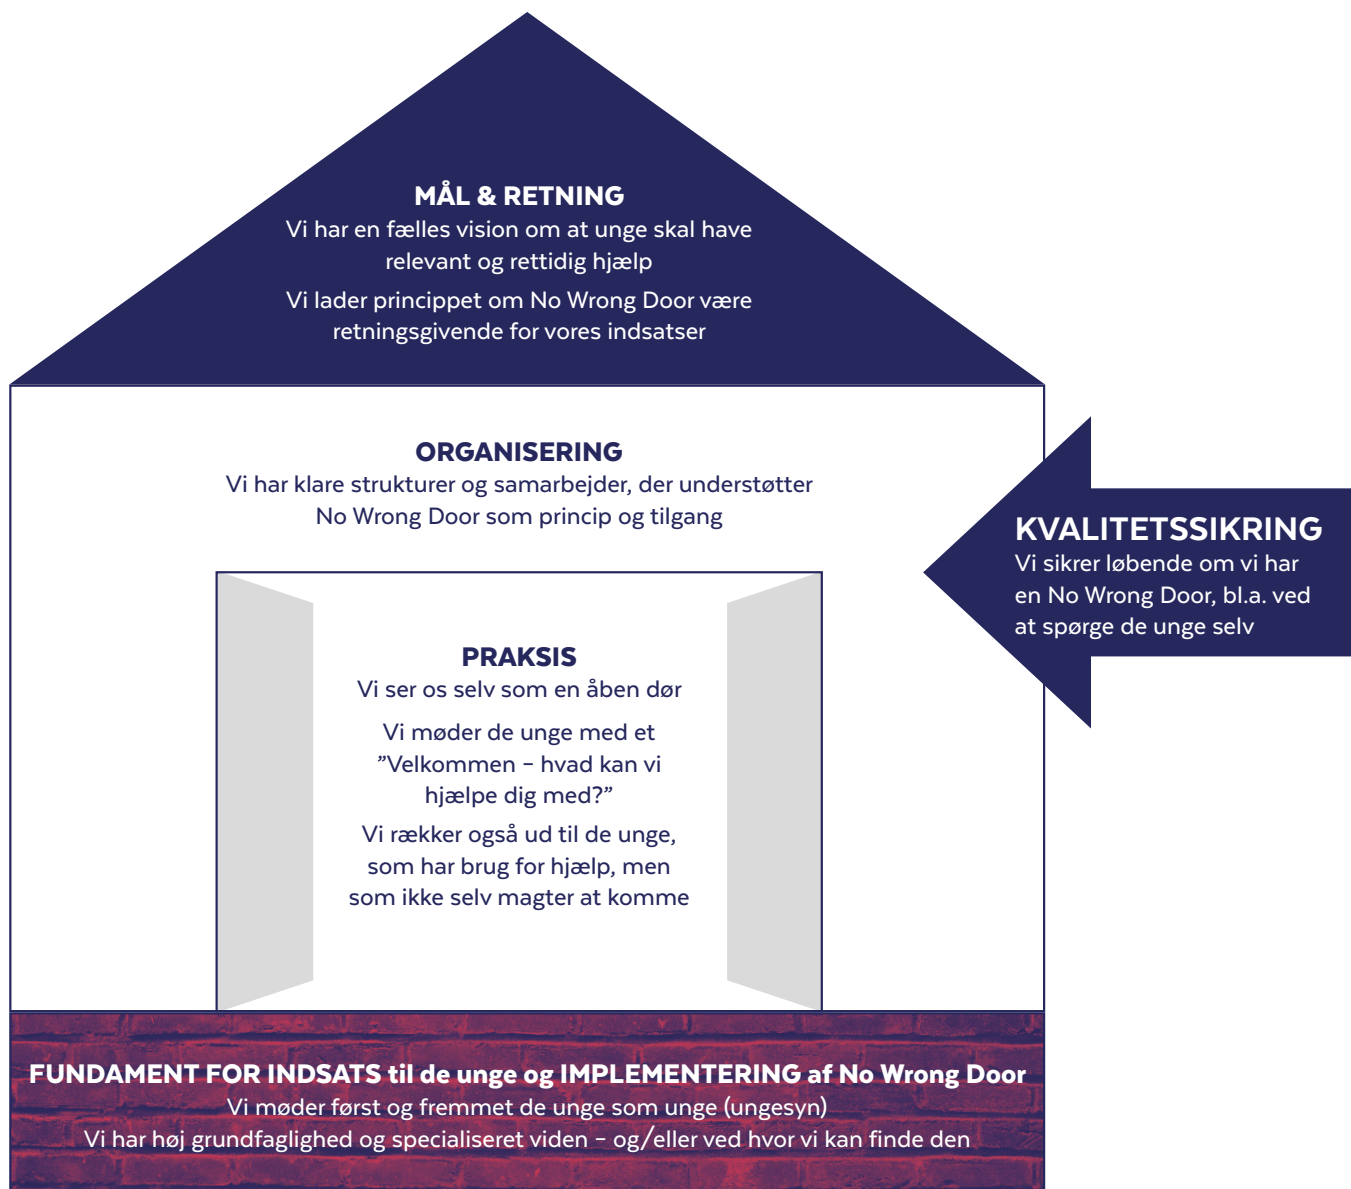 MÅL & RETNING
Vi har en fælles vision om at unge skal have
relevant og rettidig hjælp
Vi lader princippet om No Wrong Door være
retningsgivende for vores indsatser
ORGANISERING
Vi har klare strukturer og samarbejder, der understøtter
No Wrong Door som princip og tilgang
KVALITETSSIKRING
Vi sikrer løbende om vi har
en No Wrong Door, bl.a. ved
at spørge de unge selv
PRAKSIS
Vi ser os selv som en åben dør
Vi møder de unge med et
”Velkommen – hvad kan vi
hjælpe dig med?”
Vi rækker også ud til de unge,
som har brug for hjælp, men
som ikke selv magter at komme
FUNDAMENT FOR INDSATS til de unge og IMPLEMENTERING af No Wrong Door
Vi møder først og fremmet de unge som unge (ungesyn)
Vi har høj grundfaglighed og specialiseret viden – og/eller ved hvor vi kan finde den